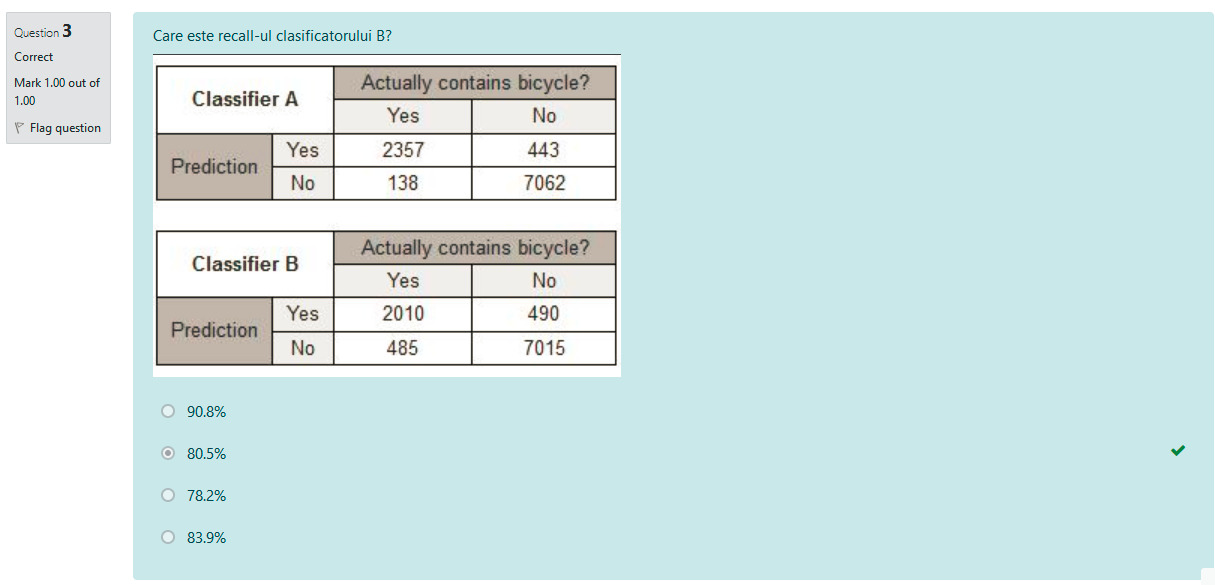 Question 3
Correct
Mark 1.00 out of
1.00
Flag question
Care este recall-ul clasificatorului B?
Classifier A
Actually contains bicycle?
Yes No
Prediction
Yes 2357 443
No 138 7062
Classifier B
Actually contains bicycle?
Yes No
Prediction
Yes 2010 490
No 485 7015
90.8%
80.5%
78.2%
83.9%